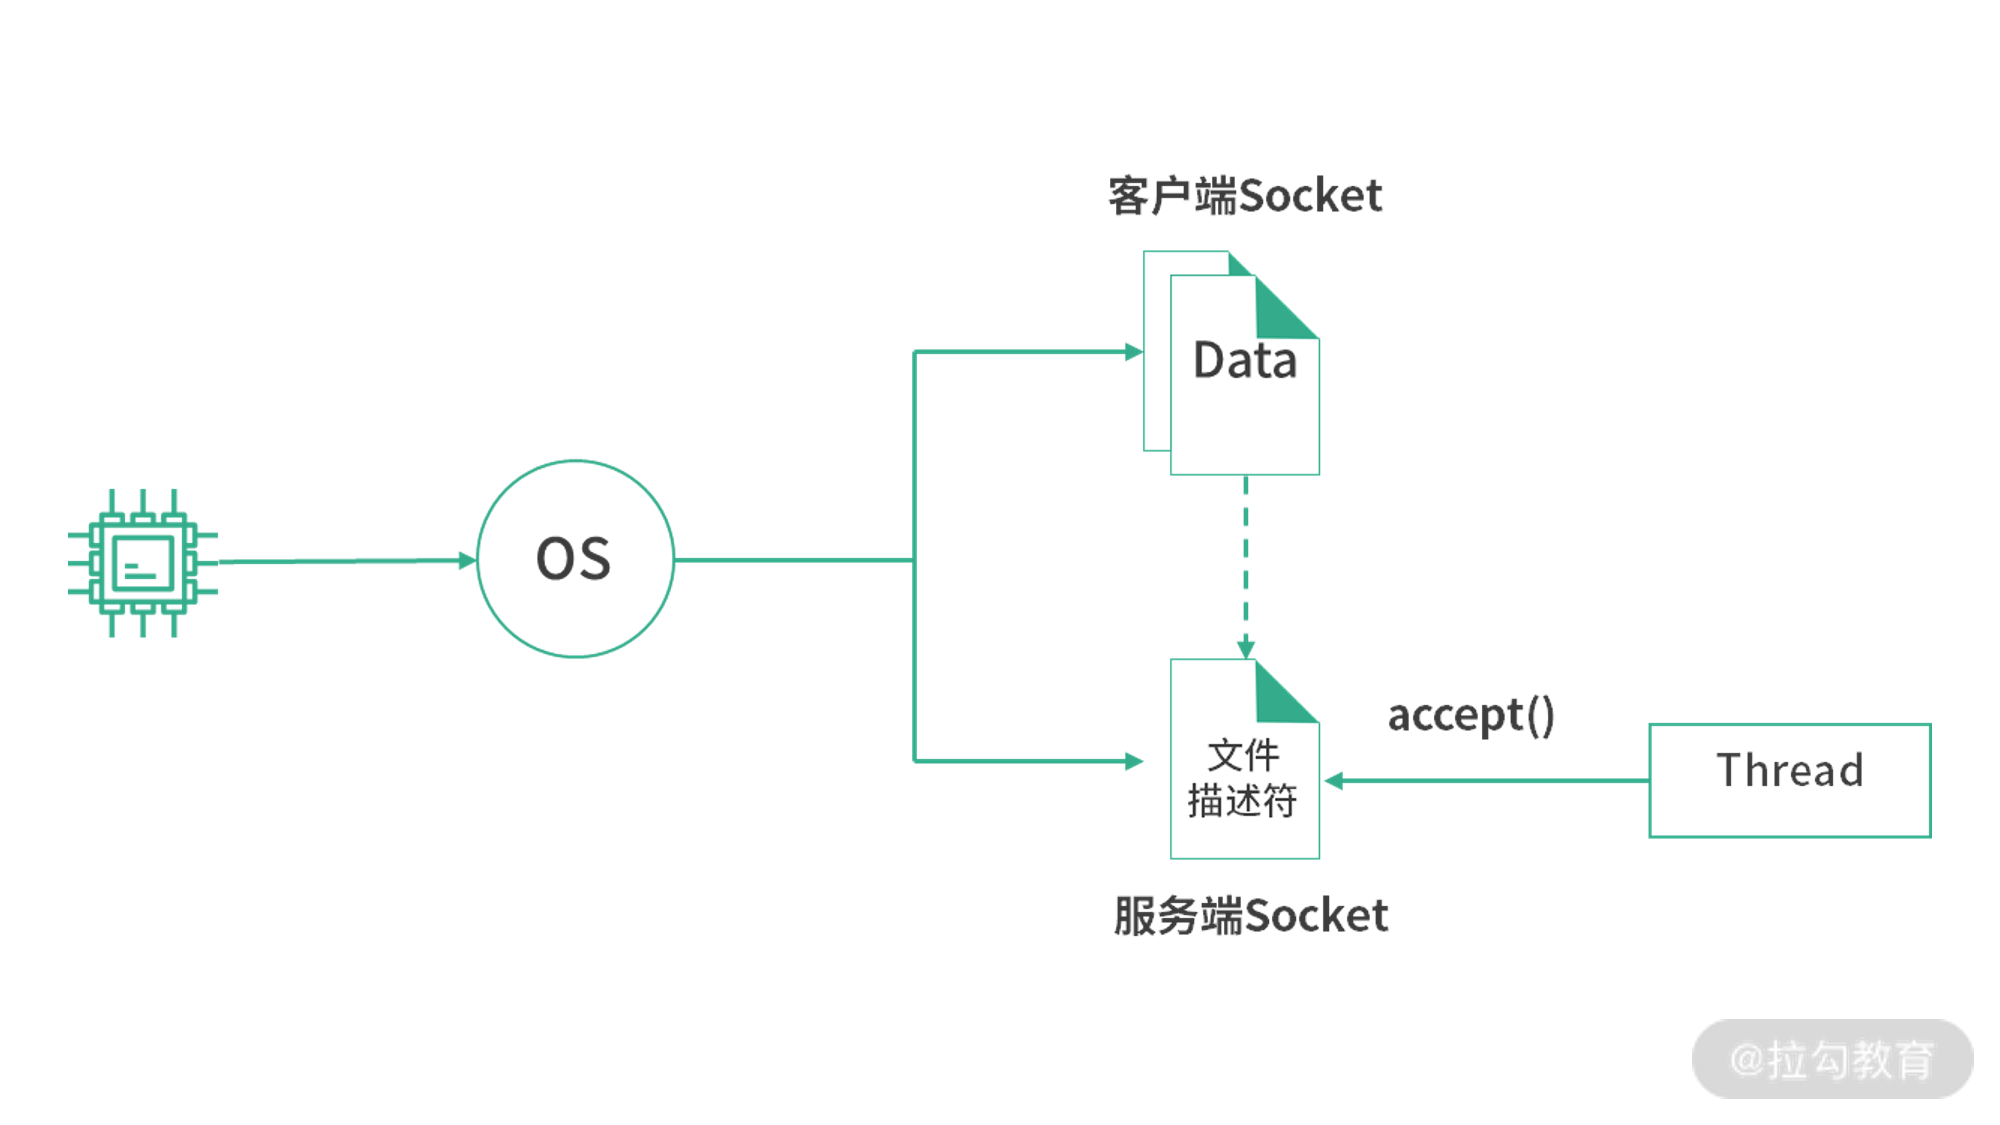 客户端Socket
Data
OS
accept()
文件
描述符
Thread
服务端Socket
@拉勾教育